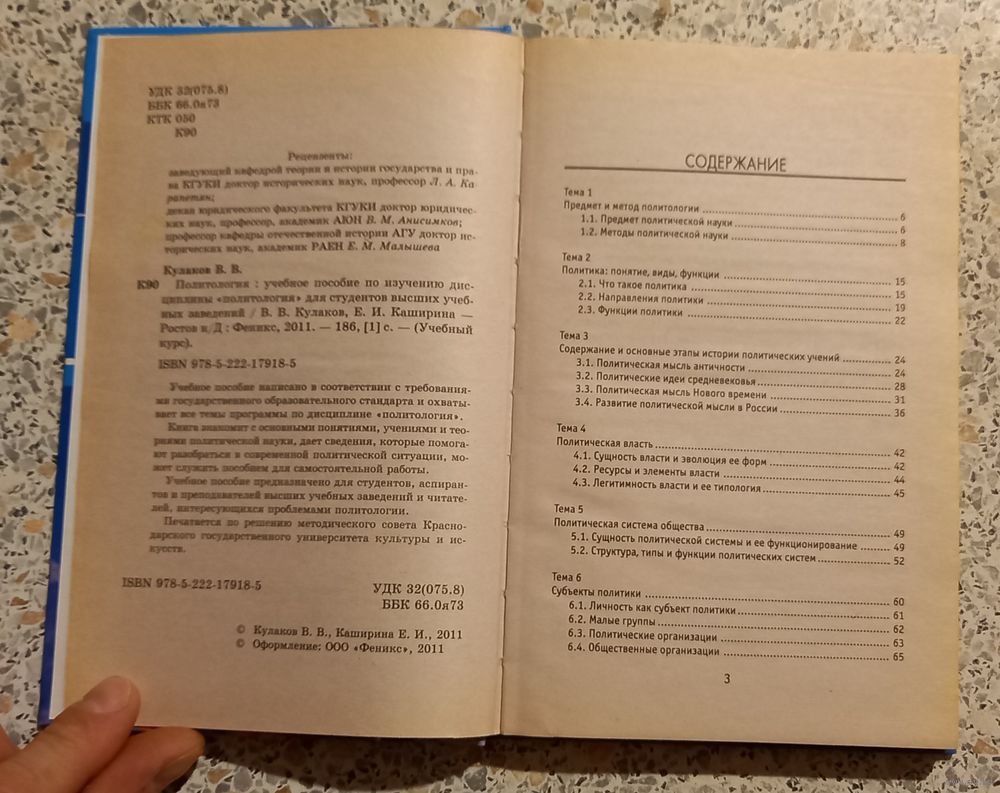 УДК 32(075.8)
ББК 66.0я73
КТК 050
К90
Рецензенты:
заведующий кафедрой теории и истории государства и пра-
ва КГУКИ доктор исторических наук, профессор Л. А. Ка
рапетян;
декан юридического факультета КГУКИ доктор юридичес-
ких наук, профессор, академик АЮН В. М. Анисимков;
профессор кафедры отечественной истории АГУ доктор ис-
торических наук, академик РАЕН Е. М. Малышева
Кулаков В. В.
К90 Политология : учебное пособие по изучению дис-
циплины «политология» для студентов высших учеб-
ных заведений / В. В. Кулаков, Е. И. Каширина —
Ростов н/Д : Феникс, 2011. — 186, [1] с. — (Учебный
курс).
ISBN 978-5-222-17918-5
Учебное пособие написано в соответствии с требования-
ми государственного образовательного стандарта и охваты-
вает все темы программы по дисциплине «политология».
Книга знакомит с основными понятиями, учениями и тео-
риями политической науки, дает сведения, которые помога-
ют разобраться в современной политической ситуации, мо-
жет служить пособием для самостоятельной работы.
Учебное пособие предназначено для студентов, аспиран-
тов и преподавателей высших учебных заведений и читате-
лей, интересующихся проблемами политологии.
Печатается по решению методического совета Красно-
дарского государственного университета культуры и ис-
кусств.
ISBN 978-5-222-17918-5
УДК 32(075.8)
ББК 66.0я73
© Кулаков В. В., Каширина Е. И., 2011
© Оформление: ООО «Феникс», 2011
СОДЕРЖАНИЕ
Тема 1
Предмет и метод политологии ..... 6
1.1. Предмет политической науки ..... 6
1.2. Методы политической науки ..... 8
Тема 2
Политика: понятие, виды, функции ..... 15
2.1. Что такое политика ..... 15
2.2. Направления политики ..... 19
2.3. Функции политики ..... 22
Тема 3
Содержание и основные этапы истории политических учений ..... 24
3.1. Политическая мысль античности ..... 24
3.2. Политические идеи средневековья ..... 28
3.3. Политическая мысль Нового времени ..... 31
3.4. Развитие политической мысли в России ..... 36
Тема 4
Политическая власть ..... 42
4.1. Сущность власти и эволюция ее форм ..... 42
4.2. Ресурсы и элементы власти ..... 44
4.3. Легитимность власти и ее типология ..... 45
Тема 5
Политическая система общества ..... 49
5.1. Сущность политической системы и ее функционирование ..... 49
5.2. Структура, типы и функции политических систем ..... 52
Тема 6
Субъекты политики ..... 60
6.1. Личность как субъект политики ..... 61
6.2. Малые группы ..... 62
6.3. Политические организации ..... 63
6.4. Общественные организации ..... 65
3